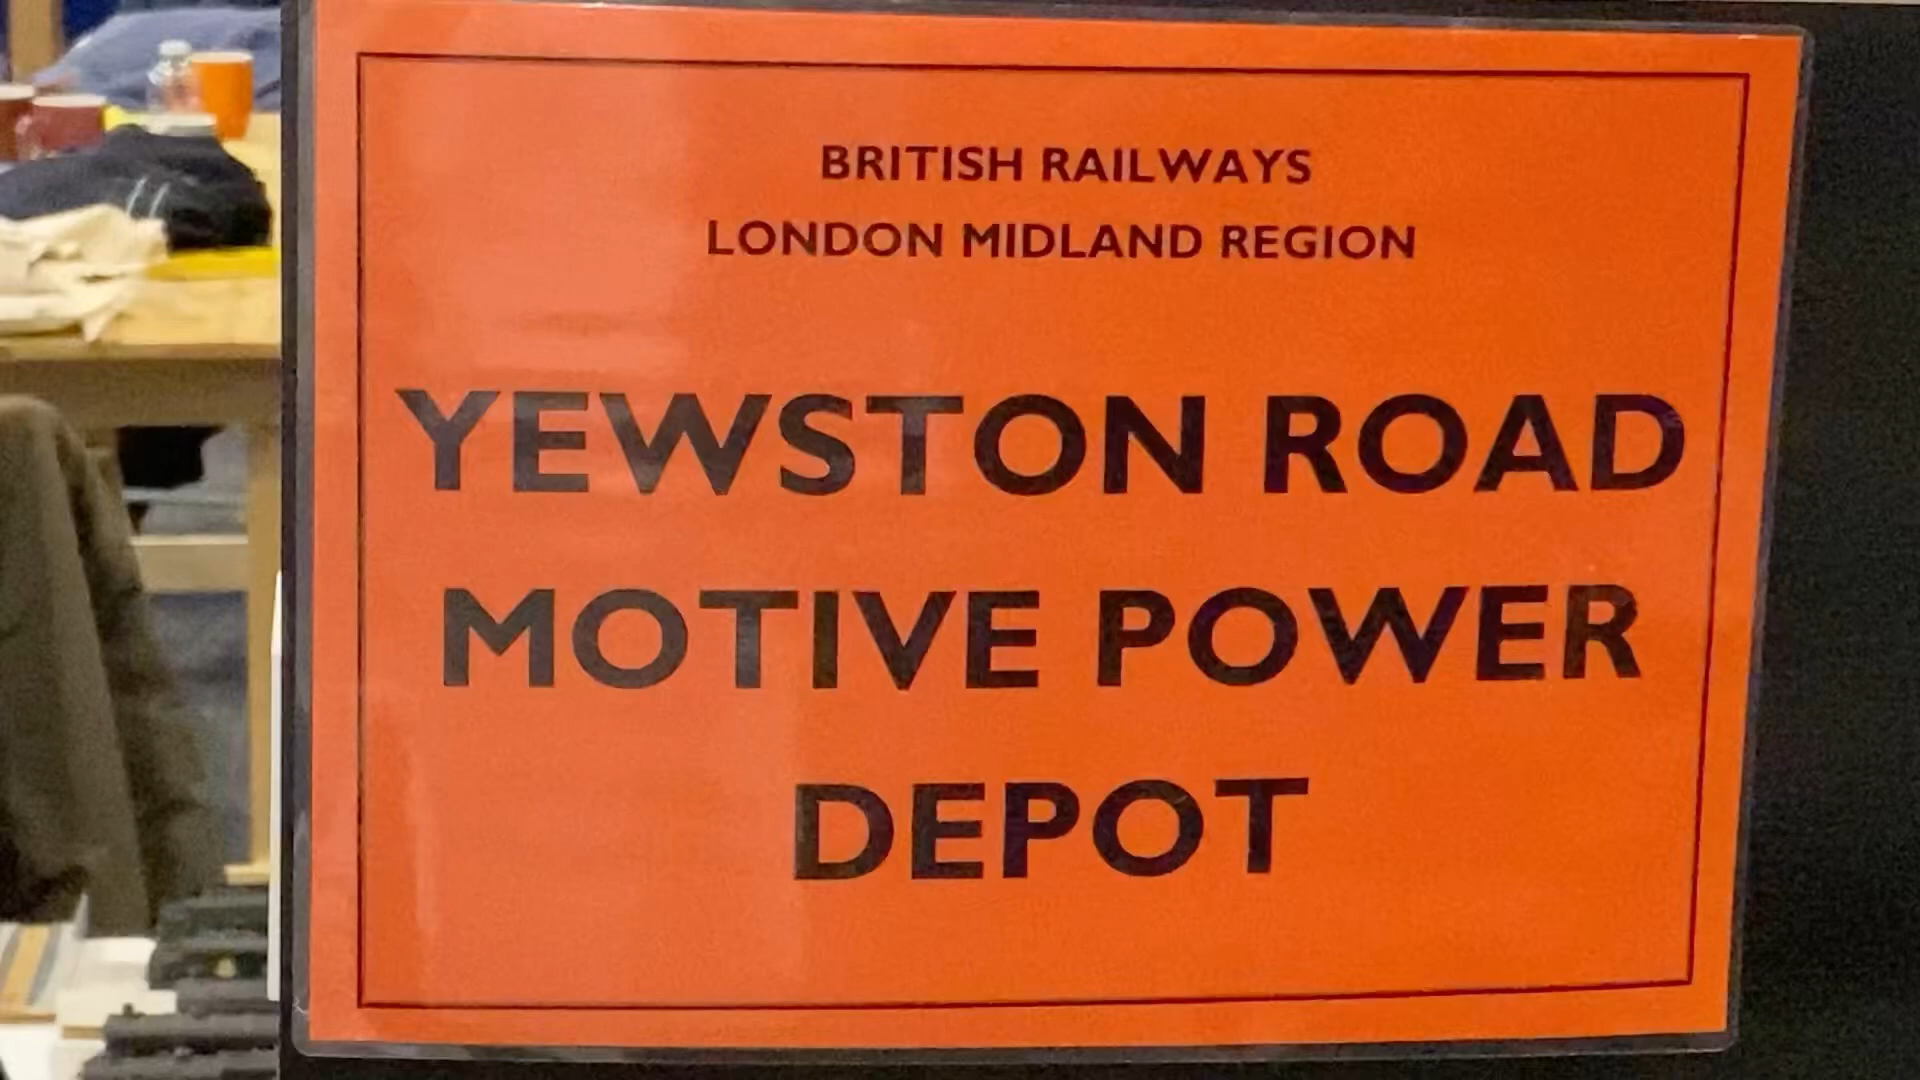 BRITISH RAILWAYS
LONDON MIDLAND REGION
YEWSTON ROAD
MOTIVE POWER
DEPOT